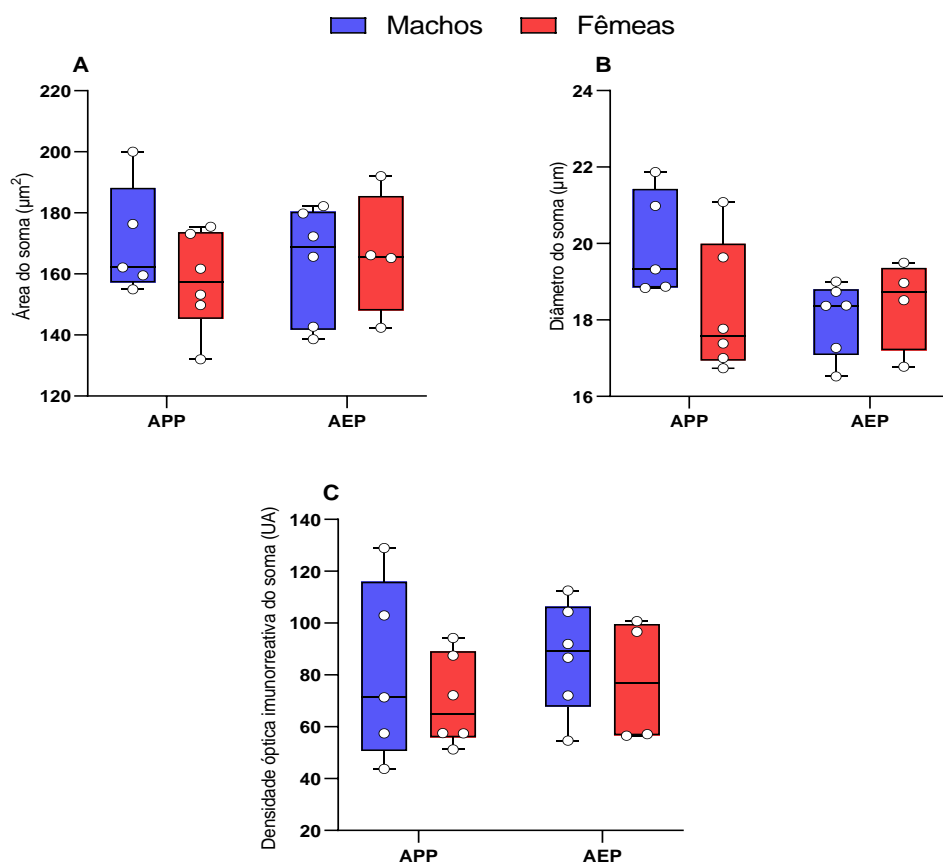 Machos Fêmeas
A
Área do soma (µm²)
220
200
180
160
140
120
APP AEP
B
Diâmetro do soma (µm)
24
22
20
18
16
APP AEP
C
Densidade óptica imunorreativa do soma (UA)
140
120
100
80
60
40
20
APP AEP